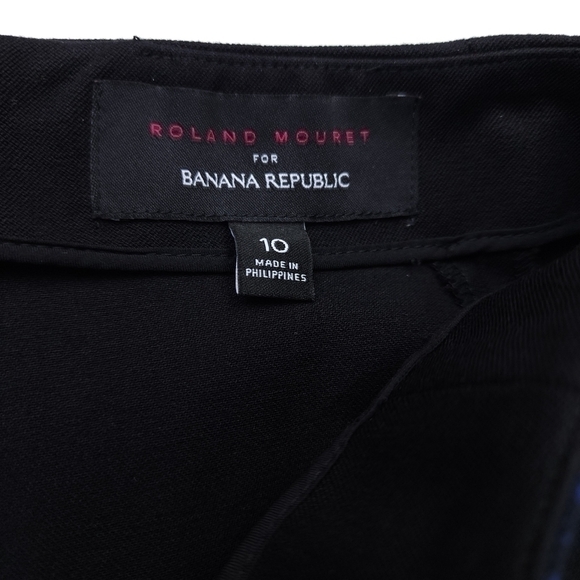 ROLAND MOURET
FOR
BANANA REPUBLIC
10
MADE IN
PHILIPPINES